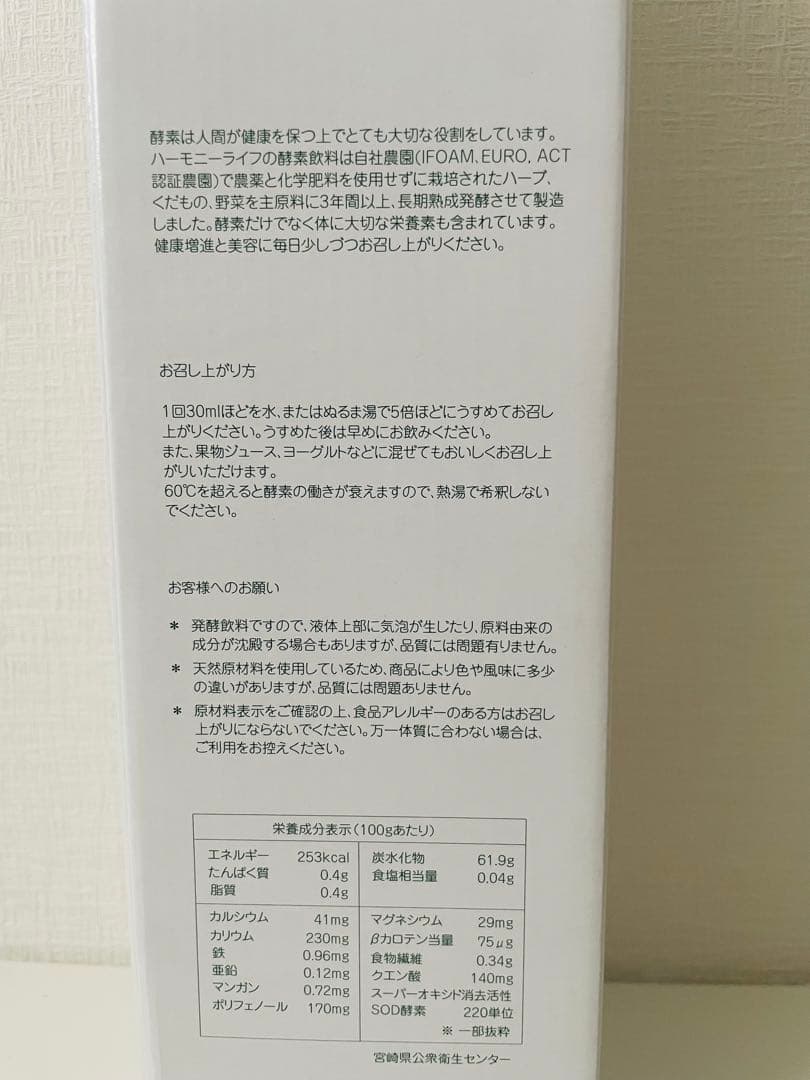 酵素は人間が健康を保つ上でとても大切な役割をしています。
ハーモニーライフの酵素飲料は自社農園(IFOAM、EURO, ACT
認証農園)で農薬と化学肥料を使用せずに栽培されたハーブ、
くだもの、野菜を主原料に3年間以上、長期熟成発酵させて製造
しました。酵素だけでなく体に大切な栄養素も含まれています。
健康増進と美容に毎日少しづつお召し上がりください。
お召し上がり方
1回30mlほどを水、またはぬるま湯で5倍ほどにうすめてお召し
上がりください。うすめた後は早めにお飲みください。
また、果物ジュース、ヨーグルトなどに混ぜてもおいしくお召し上
がりいただけます。
60℃を超えると酵素の働きが衰えますので、熱湯で希釈しない
でください。
お客様へのお願い
* 発酵飲料ですので、液体上部に気泡が生じたり、原料由来の
成分が沈殿する場合もありますが、品質には問題有りません。
* 天然原材料を使用しているため、商品により色や風味に多少
の違いがありますが、品質には問題ありません。
* 原材料表示をご確認の上、食品アレルギーのある方はお召し
上がりにならないでください。万一体質に合わない場合は、
ご利用をお控えください。
栄養成分表示(100gあたり)
エネルギー 253kcal 炭水化物 61.9g
たんぱく質 0.4g 食塩相当量 0.04g
脂質 0.4g
カルシウム 41mg マグネシウム 29mg
カリウム 230mg βカロテン当量 75μg
鉄 0.96mg 食物繊維 0.34g
亜鉛 0.12mg クエン酸 140mg
マンガン 0.72mg スーパーオキシド消去活性
ポリフェノール 170mg SOD酵素 220単位
※ 一部抜粋
宮崎県公衆衛生センター